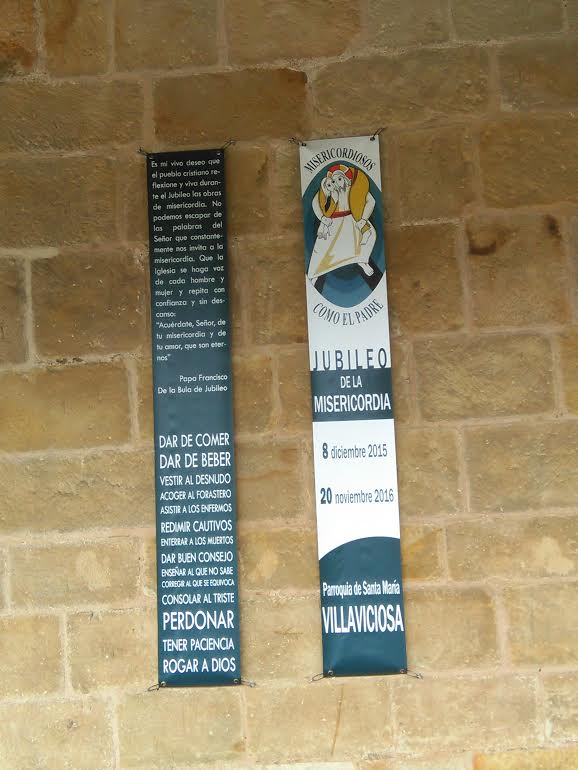 Es mi vivo deseo que
el pueblo cristiano re-
flexione y viva duran-
te el Jubileo las obras
de misericordia. No
podemos escapar de
las palabras del
Señor que constante-
mente nos invita a la
misericordia. Que la
Iglesia se haga voz
de cada hombre y
mujer y repita con
confianza y sin des-
canso:
"Acuérdate, Señor, de
tu misericordia y de
tu amor, que son eter-
nos"
Papa Francisco
De la Bula de Jubileo
DAR DE COMER
DAR DE BEBER
VESTIR AL DESNUDO
ACOGER AL FORASTERO
ASISTIR A LOS ENFERMOS
REDIMIR CAUTIVOS
ENTERRAR A LOS MUERTOS
DAR BUEN CONSEJO
ENSEÑAR AL QUE NO SABE
CORREGIR AL QUE SE EQUIVOCA
CONSOLAR AL TRISTE
PERDONAR
TENER PACIENCIA
ROGAR A DIOS
MISERICORDIOSOS
COMO EL PADRE
JUBILEO
DE LA
MISERICORDIA
8 diciembre 2015
20 noviembre 2016
Parroquia de Santa María
VILLAVICIOSA